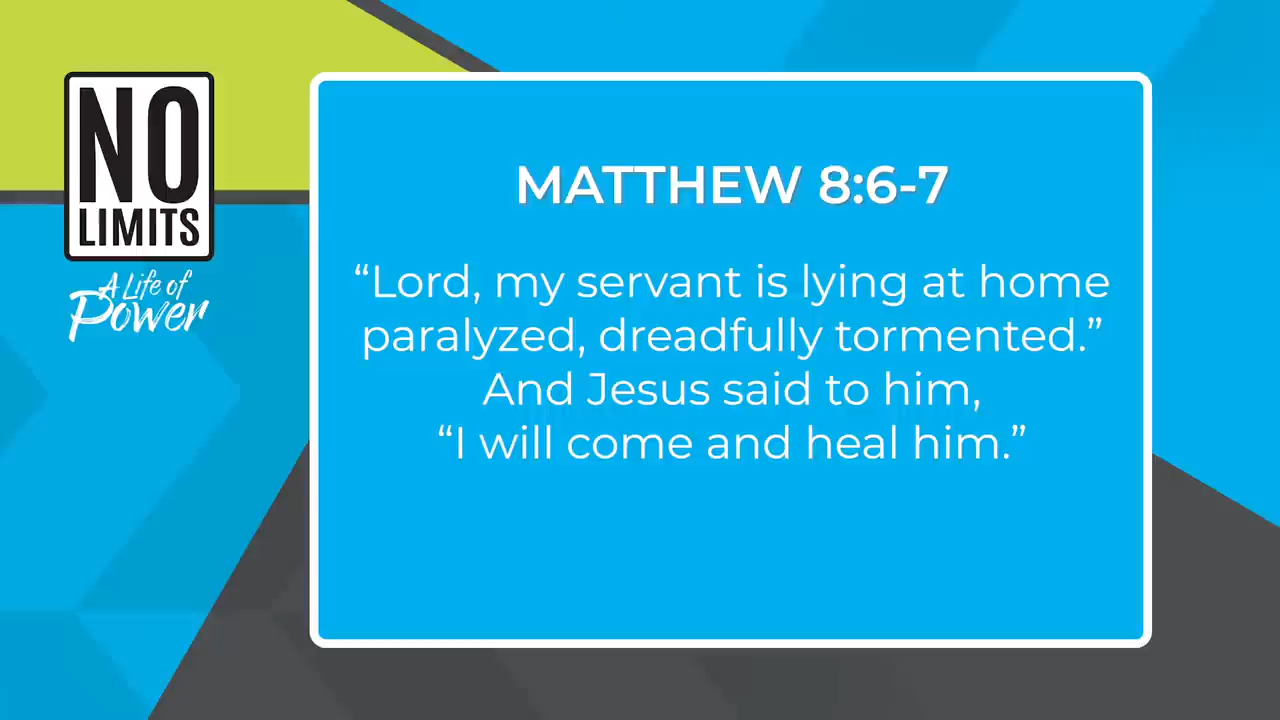 NO
LIMITS
A Life of
Power
MATTHEW 8:6-7
“Lord, my servant is lying at home
paralyzed, dreadfully tormented.”
And Jesus said to him,
“I will come and heal him.”